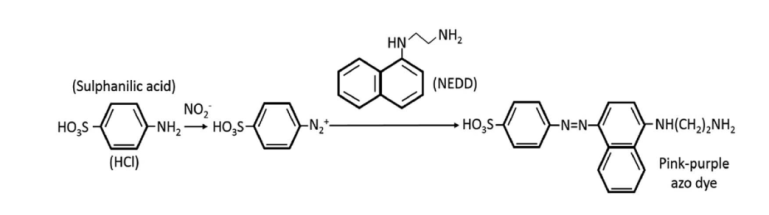 HN
NH₂
(NEDD)
(Sulphanilic acid)
HO₃S
NH₂
(HCl)
NO₂⁻
HO₃S
N₂⁺
HO₃S
N=N
NH(CH₂)₂NH₂
Pink-purple
azo dye